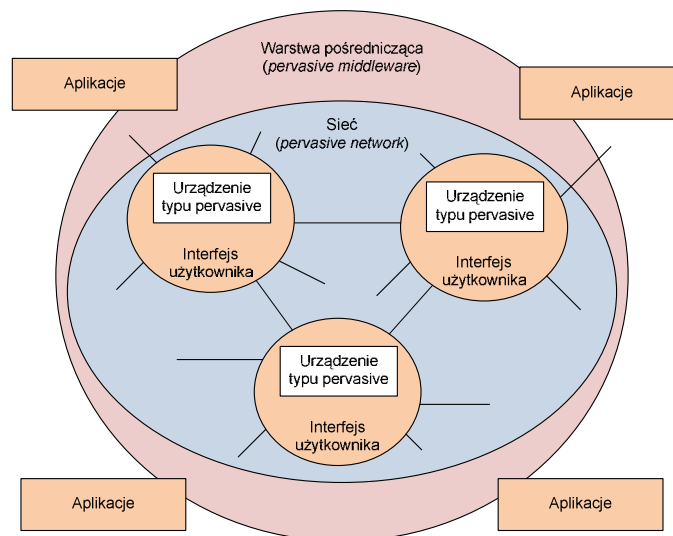 Warstwa pośrednicząca
(pervasive middleware)
Aplikacje
Aplikacje
Sieć
(pervasive network)
Urządzenie
typu pervasive
Interfejs
użytkownika
Urządzenie
typu pervasive
Interfejs
użytkownika
Urządzenie
typu pervasive
Interfejs
użytkownika
Aplikacje
Aplikacje